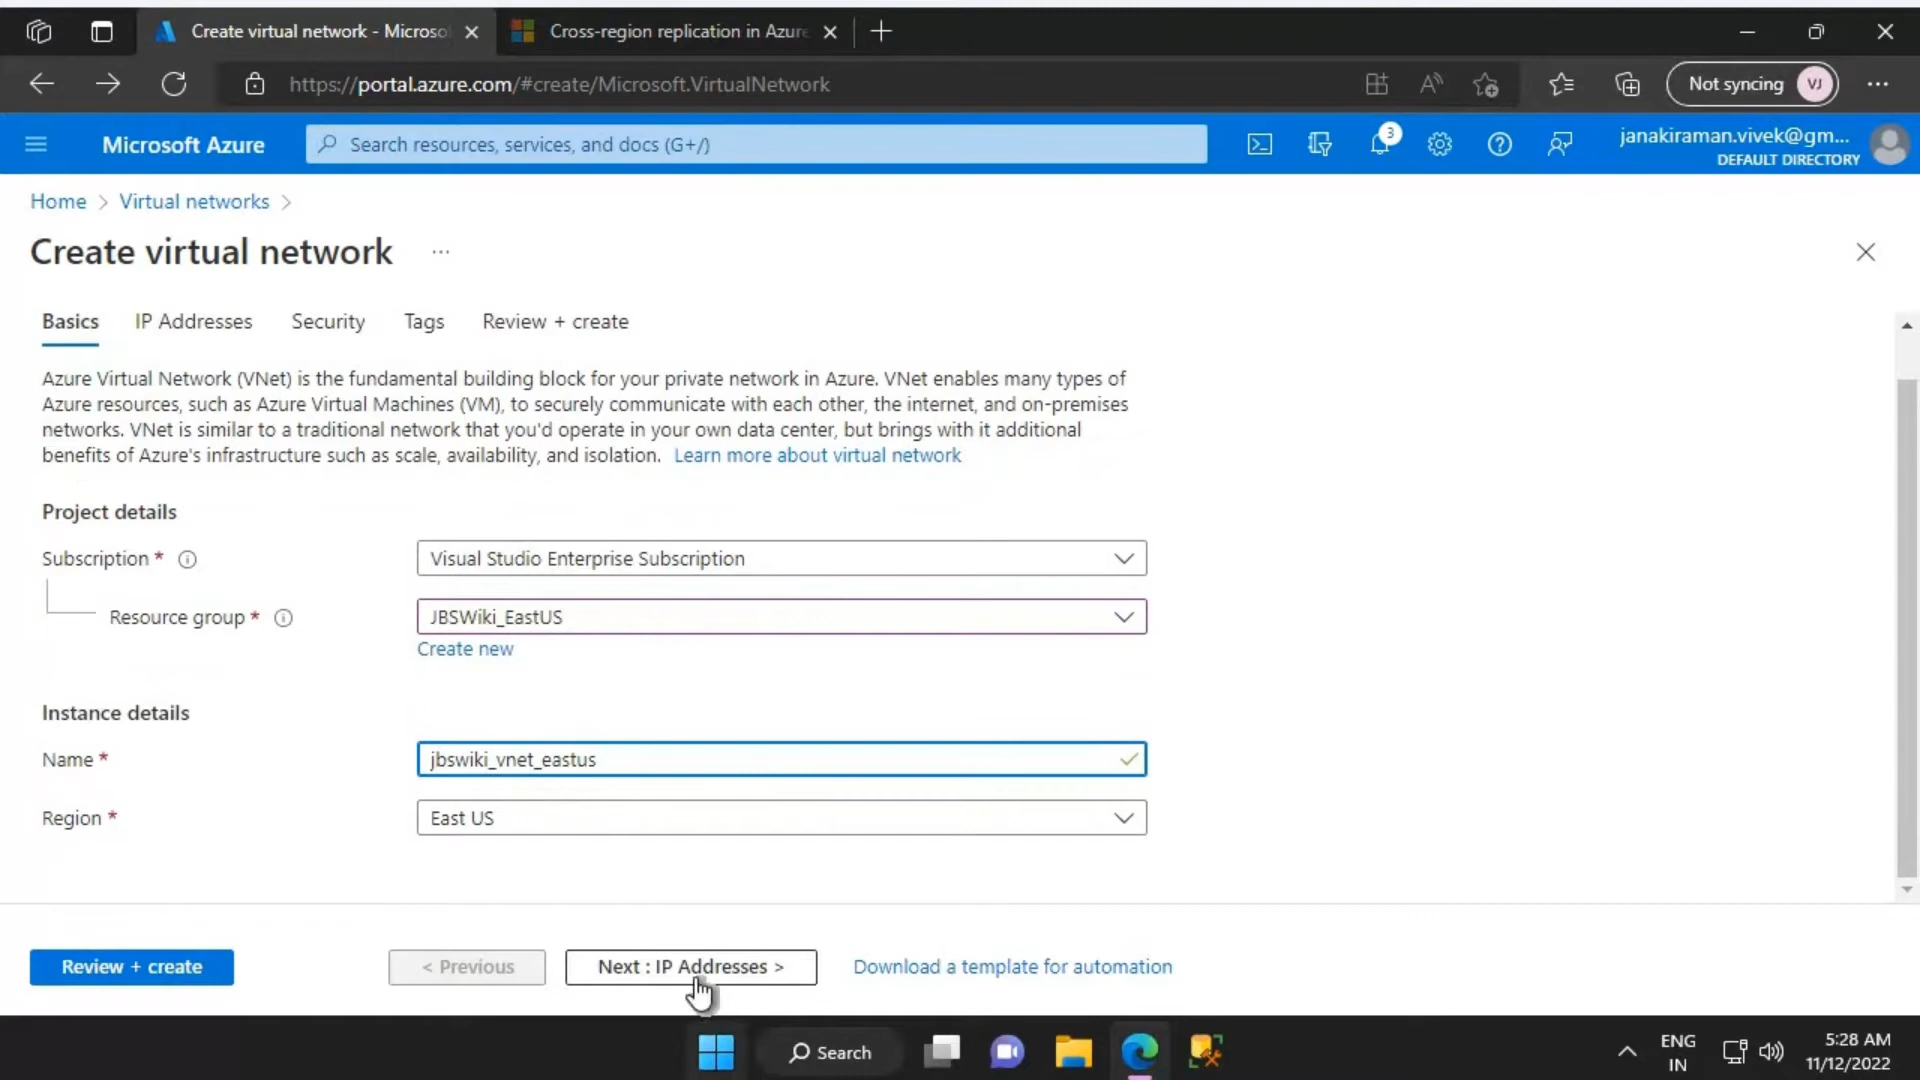 Create virtual network - Microso
Cross-region replication in Azure
https://portal.azure.com/#create/Microsoft.VirtualNetwork
Not syncing
VJ
Microsoft Azure
Search resources, services, and docs (G+/)
3
janakiraman.vivek@gm...
DEFAULT DIRECTORY
Home > Virtual networks >
Create virtual network ...
Basics IP Addresses Security Tags Review + create
Azure Virtual Network (VNet) is the fundamental building block for your private network in Azure. VNet enables many types of
Azure resources, such as Azure Virtual Machines (VM), to securely communicate with each other, the internet, and on-premises
networks. VNet is similar to a traditional network that you'd operate in your own data center, but brings with it additional
benefits of Azure's infrastructure such as scale, availability, and isolation. Learn more about virtual network
Project details
Subscription *
Visual Studio Enterprise Subscription
Resource group *
JBSWiki_EastUS
Create new
Instance details
Name *
jbswiki_vnet_eastus
Region *
East US
Review + create
< Previous
Next : IP Addresses >
Download a template for automation
Search
ENG
IN
5:28 AM
11/12/2022